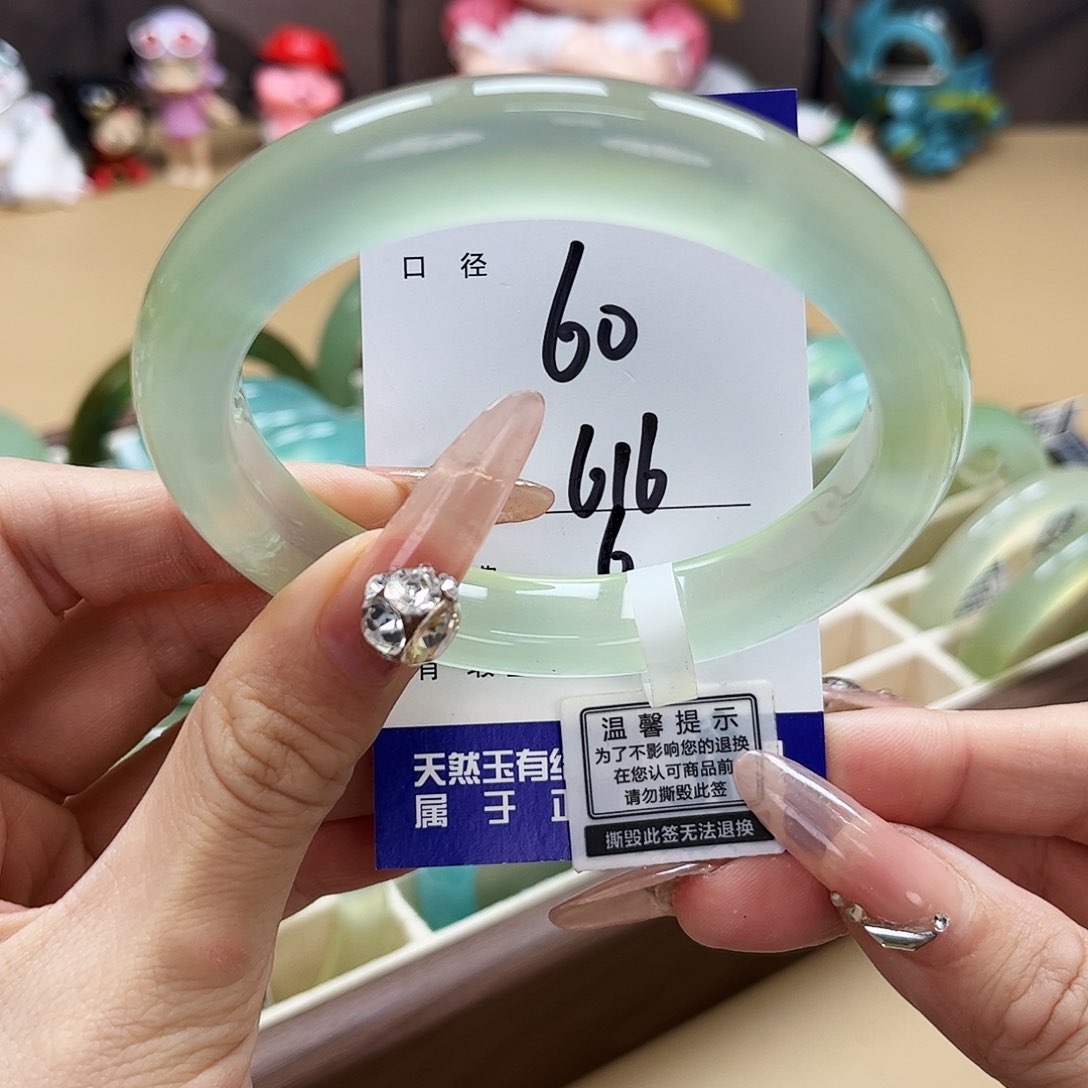 口 径
60
616
6
天然玉有
属 于
温馨提示
为了不影响您的退换
在您认可商品前
请勿撕毁此签
撕毁此签无法退换